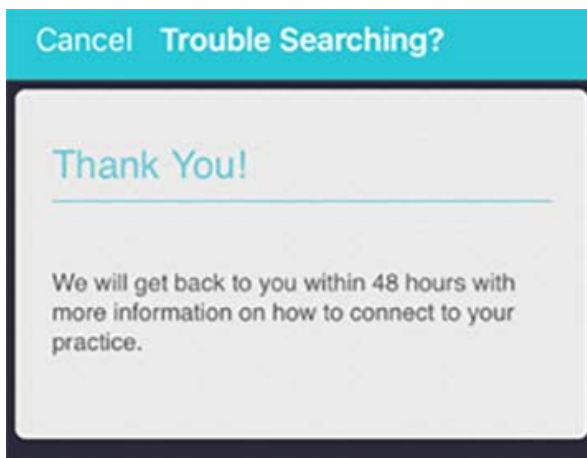 Cancel Trouble Searching?
Thank You!
We will get back to you within 48 hours with
more information on how to connect to your
practice.